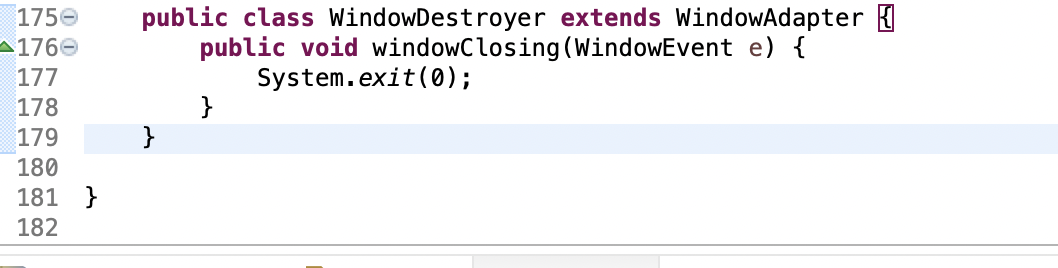 175 public class WindowDestroyer extends WindowAdapter {
176 public void windowClosing(WindowEvent e) {
177 System.exit(0);
178 }
179 }
180
181 }
182